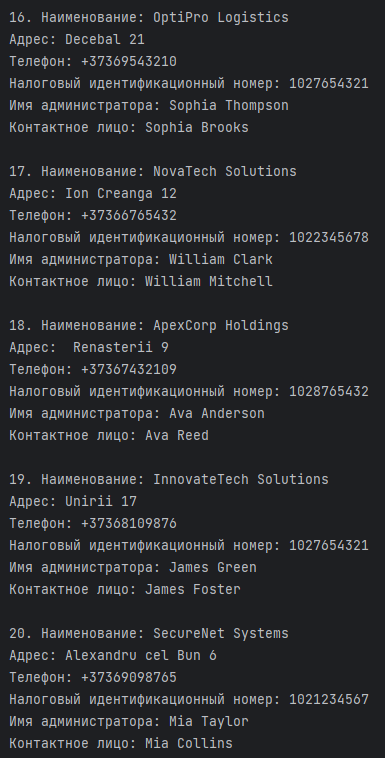 16. Наименование: OptiPro Logistics
Адрес: Decebal 21
Телефон: +37369543210
Налоговый идентификационный номер: 1027654321
Имя администратора: Sophia Thompson
Контактное лицо: Sophia Brooks

17. Наименование: NovaTech Solutions
Адрес: Ion Creanga 12
Телефон: +37366765432
Налоговый идентификационный номер: 1022345678
Имя администратора: William Clark
Контактное лицо: William Mitchell

18. Наименование: ApexCorp Holdings
Адрес:  Renasterii 9
Телефон: +37367432109
Налоговый идентификационный номер: 1028765432
Имя администратора: Ava Anderson
Контактное лицо: Ava Reed

19. Наименование: InnovateTech Solutions
Адрес: Unirii 17
Телефон: +37368109876
Налоговый идентификационный номер: 1027654321
Имя администратора: James Green
Контактное лицо: James Foster

20. Наименование: SecureNet Systems
Адрес: Alexandru cel Bun 6
Телефон: +37369098765
Налоговый идентификационный номер: 1021234567
Имя администратора: Mia Taylor
Контактное лицо: Mia Collins